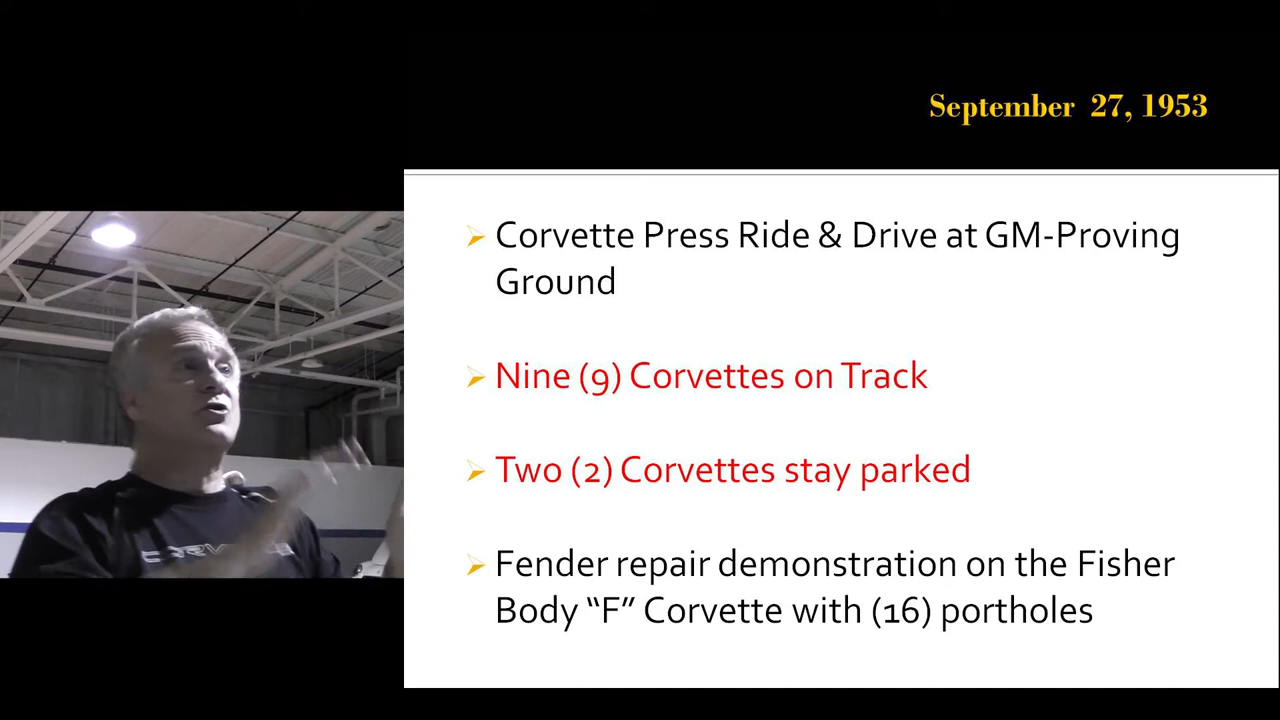 September 27, 1953
Corvette Press Ride & Drive at GM-Proving
Ground
Nine (9) Corvettes on Track
Two (2) Corvettes stay parked
Fender repair demonstration on the Fisher
Body “F” Corvette with (16) portholes